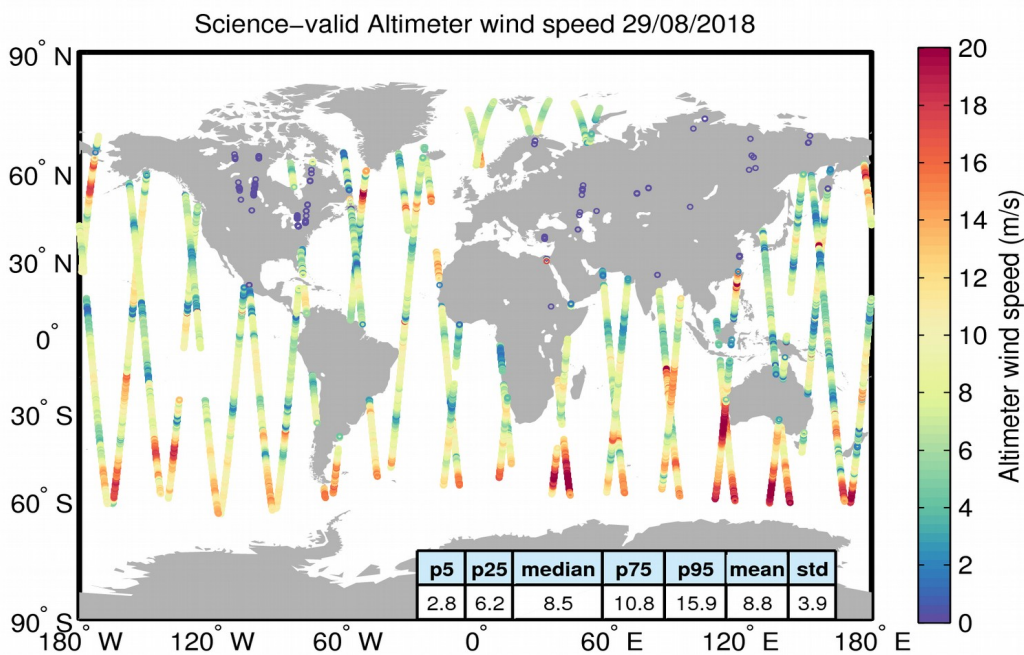 Science-valid Altimeter wind speed 29/08/2018
90° N
60° N
30° N
0°
30° S
60° S
90° S
180° W
120° W
60° W
0°
60° E
120° E
180° E
p5 p25 median p75 p95 mean std
2.8 6.2 8.5 10.8 15.9 8.8 3.9
20
18
16
14
12
10
8
6
4
2
0
Altimeter wind speed (m/s)